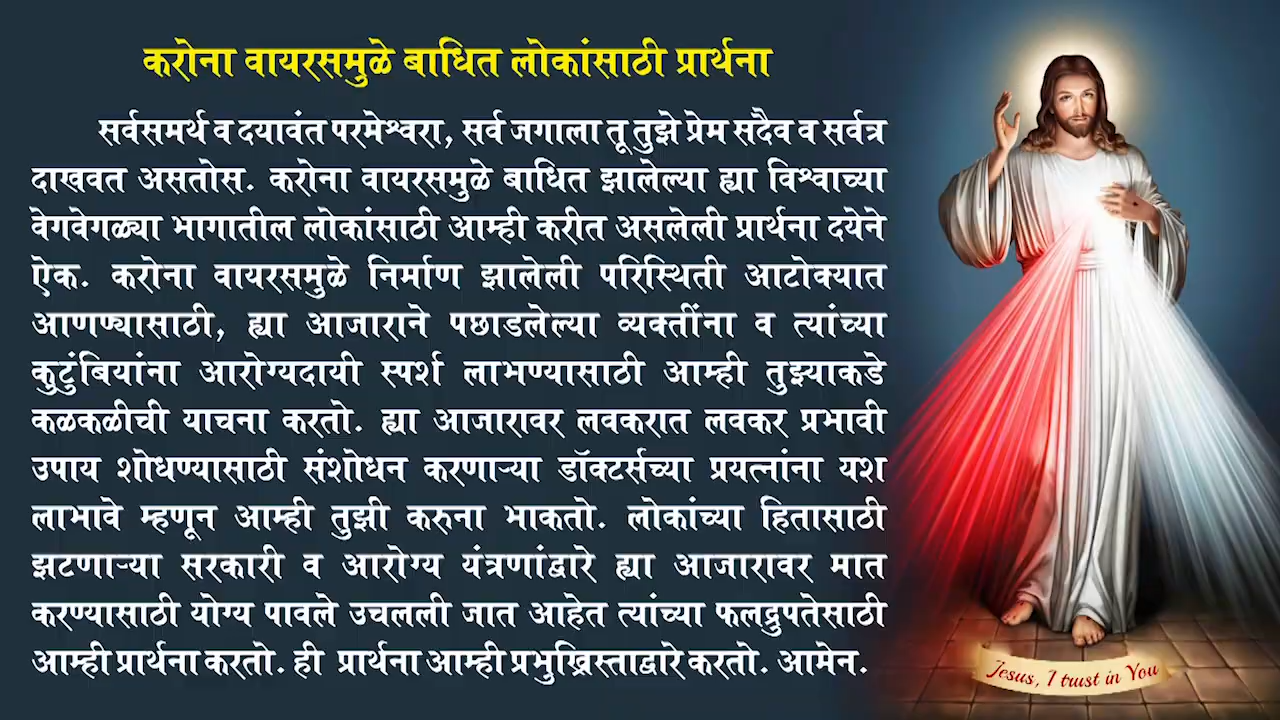 करोना वायरसमुळे बाधित लोकांसाठी प्रार्थना
सर्वसमर्थ व दयावंत परमेश्वरा, सर्व जगाला तू तुझे प्रेम सदैव व सर्वत्र
दाखवत असतोस. करोना वायरसमुळे बाधित झालेल्या ह्या विश्वाच्या
वेगवेगळ्या भागातील लोकांसाठी आम्ही करीत असलेली प्रार्थना दयेने
ऐक. करोना वायरसमुळे निर्माण झालेली परिस्थिती आटोक्यात
आणण्यासाठी, ह्या आजाराने पछाडलेल्या व्यक्तींना व त्यांच्या
कुटुंबियांना आरोग्यदायी स्पर्श लाभण्यासाठी आम्ही तुझ्याकडे
कळकळीची याचना करतो. ह्या आजारावर लवकरात लवकर प्रभावी
उपाय शोधण्यासाठी संशोधन करणाऱ्या डॉक्टर्सच्या प्रयत्नांना यश
लाभावे म्हणून आम्ही तुझी करुना भाकतो. लोकांच्या हितासाठी
झटणाऱ्या सरकारी व आरोग्य यंत्रणांद्वारे ह्या आजारावर मात
करण्यासाठी योग्य पावले उचलली जात आहेत त्यांच्या फलद्रुपतेसाठी
आम्ही प्रार्थना करतो. ही प्रार्थना आम्ही प्रभुख्रिस्ताद्वारे करतो. आमेन.
Jesus, I trust in You